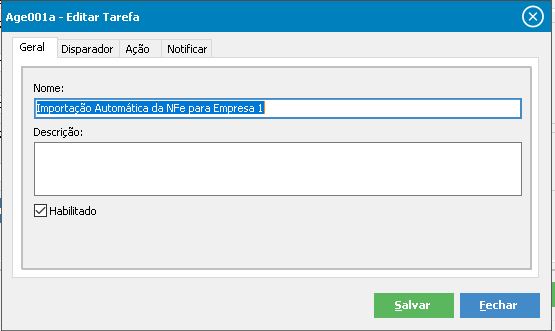 Age001a - Editar Tarefa
Geral Disparador Ação Notificar
Nome:
Importação Automática da NFe para Empresa 1
Descrição:
Habilitado
Salvar Fechar